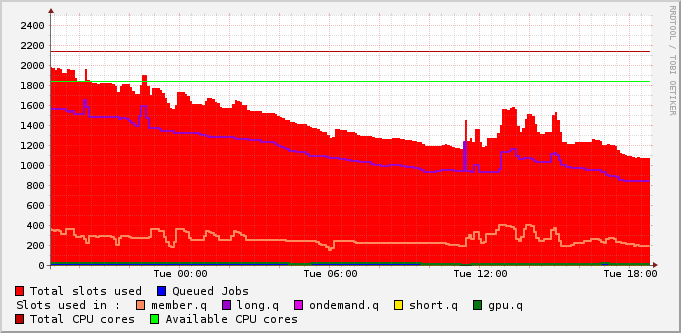 RRDTOOL / TOBI OETIKER
2400
2200
2000
1800
1600
1400
1200
1000
800
600
400
200
0
Tue 00:00 Tue 06:00 Tue 12:00 Tue 18:00
Total slots used Queued Jobs
Slots used in : member.q long.q ondemand.q short.q gpu.q
Total CPU cores Available CPU cores